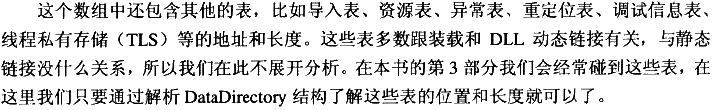 这个数组中还包含其他的表，比如导入表、资源表、异常表、重定位表、调试信息表、
线程私有存储（TLS）等的地址和长度。这些表多数跟装载和 DLL 动态链接有关，与静态
链接没什么关系，所以我们在此不展开分析。在本书的第 3 部分我们会经常碰到这些表，在
这里我们只要通过解析 DataDirectory 结构了解这些表的位置和长度就可以了。